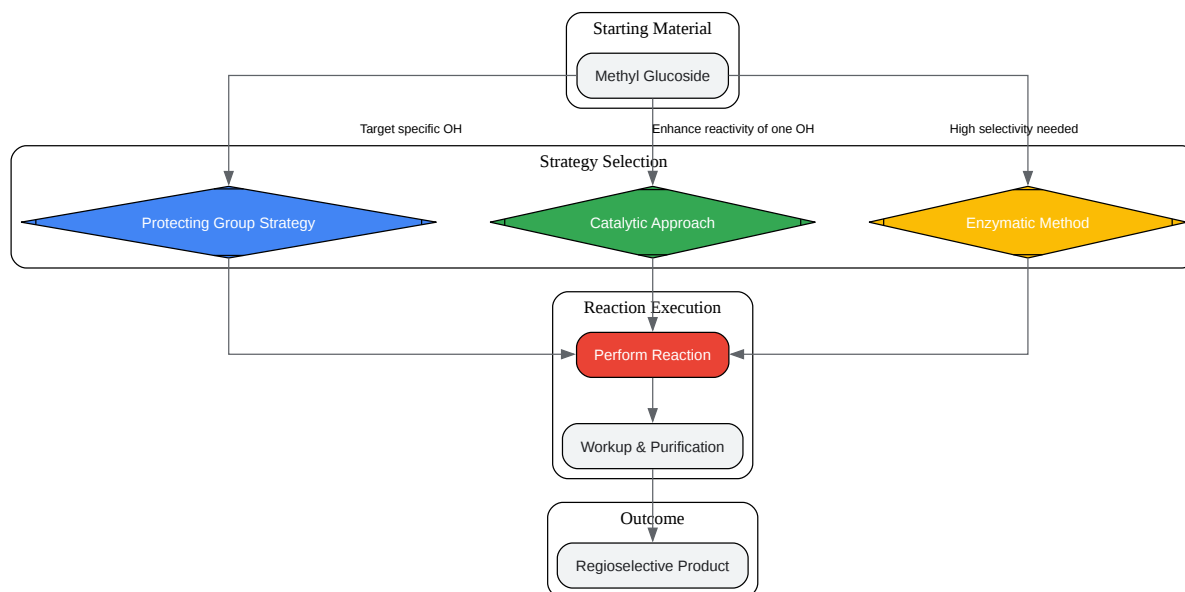 Starting Material
Methyl Glucoside
Target specific OH
Enhance reactivity of one OH
High selectivity needed
Strategy Selection
Protecting Group Strategy
Catalytic Approach
Enzymatic Method
Reaction Execution
Perform Reaction
Workup & Purification
Outcome
Regioselective Product